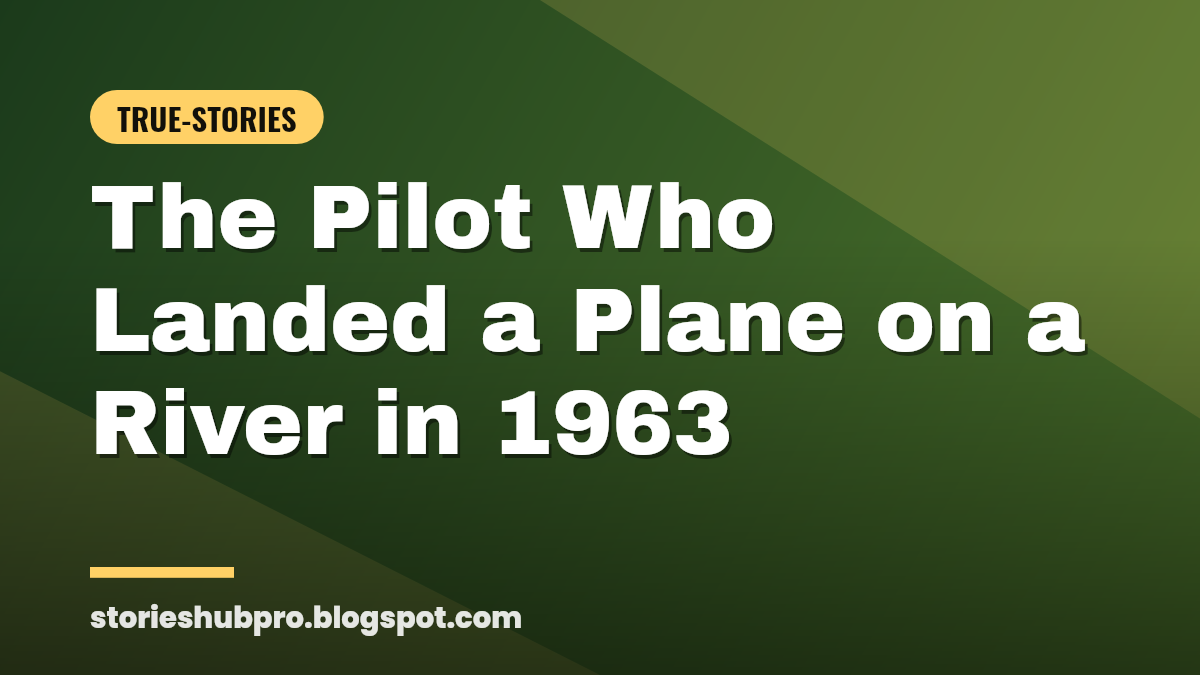 TRUE-STORIES
The Pilot Who
Landed a Plane on a
River in 1963
storieshubpro.blogspot.com